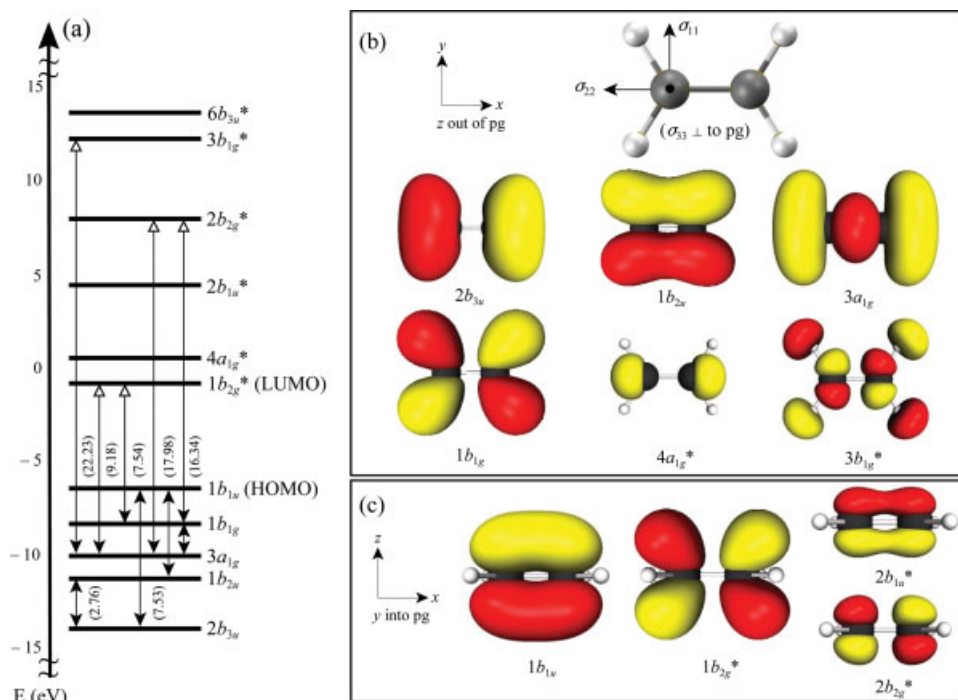 (a)
15
10
5
0
– 5
– 10
– 15
E (eV)
6b₃ᵤ*
3b₁g*
2b₂g*
2b₁ᵤ*
4a₁g*
1b₂g* (LUMO)
1b₁ᵤ (HOMO)
1b₁g
3a₁g
1b₂ᵤ
2b₃ᵤ
(22.23)
(9.18)
(7.54)
(17.98)
(16.34)
(2.76)
(7.53)
(b)
y
x
z out of pg
σ₁₁
σ₂₂
(σ₃₃ ⊥ to pg)
2b₃ᵤ
1b₂ᵤ
3a₁g
1b₁g
4a₁g*
3b₁g*
(c)
z
x
y into pg
1b₁ᵤ
1b₂g*
2b₁ᵤ*
2b₂g*